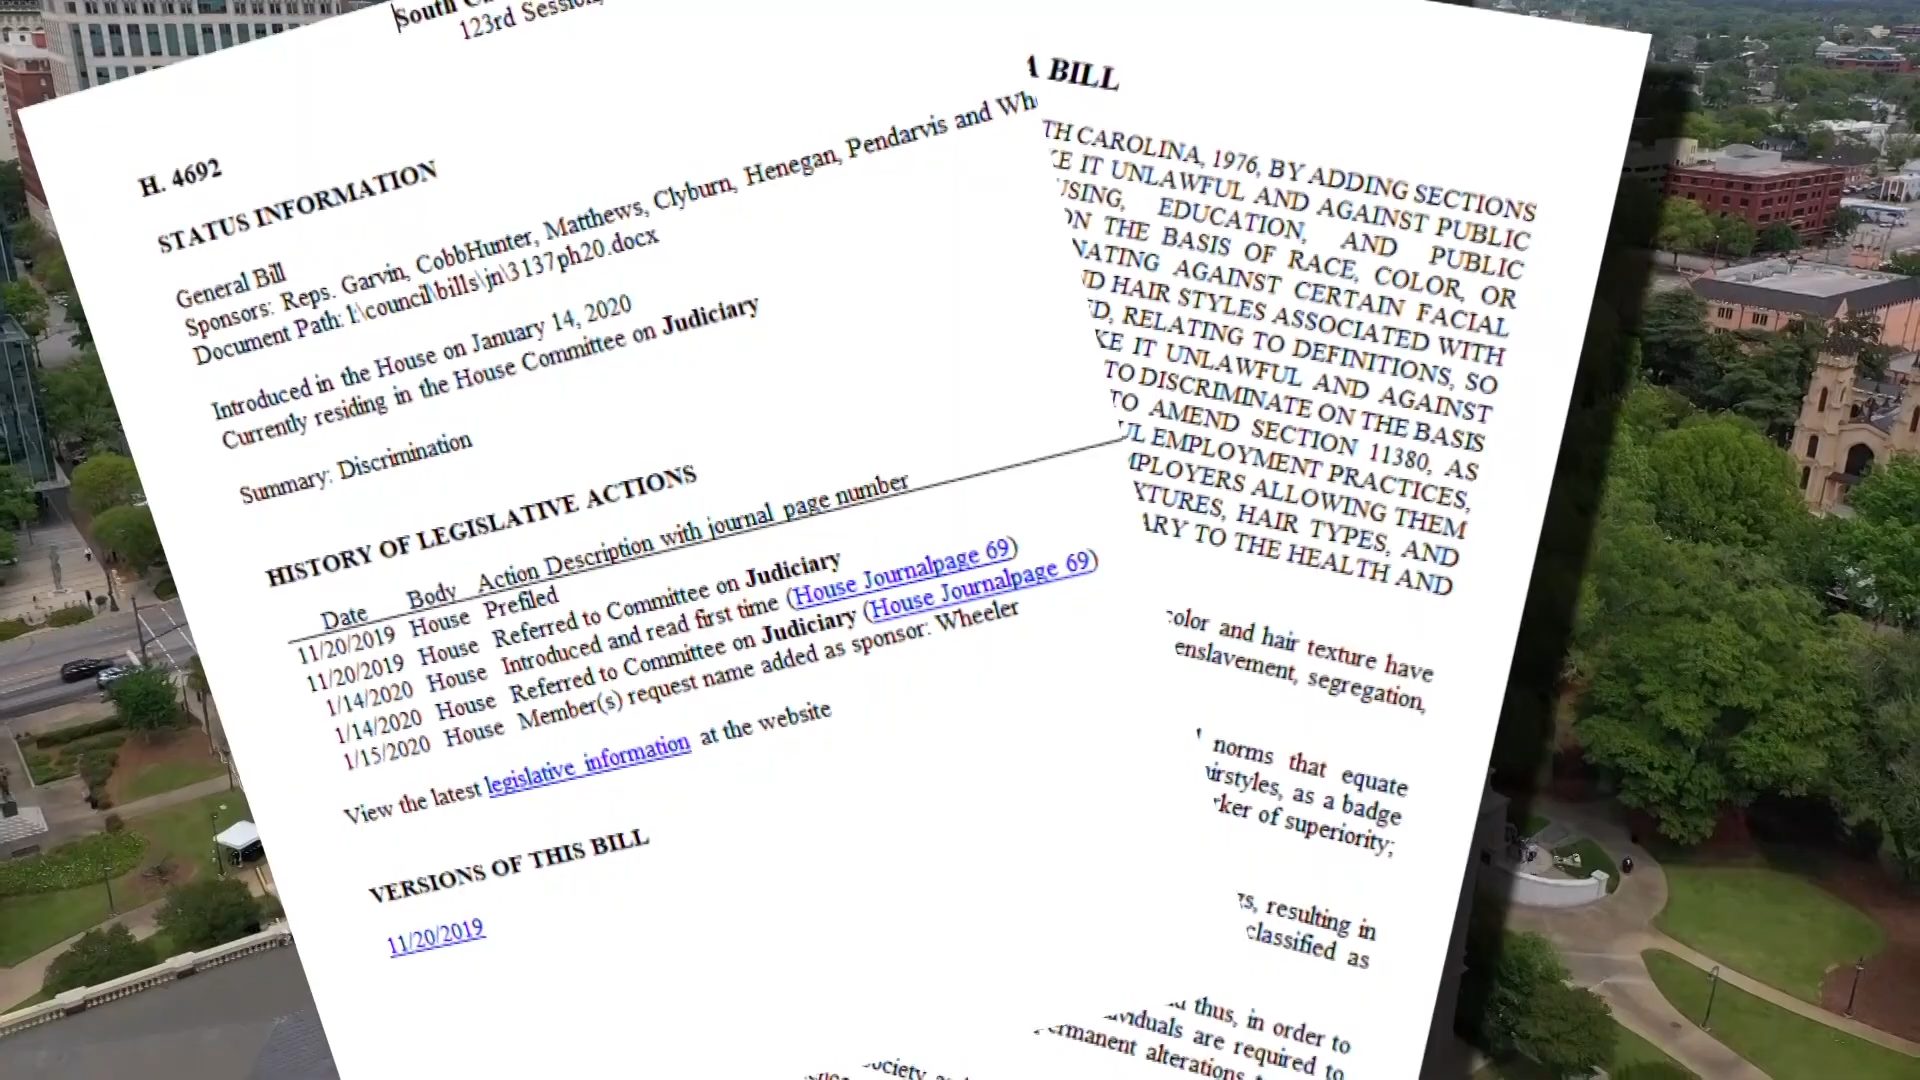 South
123rd Session,
H. 4692
STATUS INFORMATION
General Bill
Sponsors: Reps. Garvin, CobbHunter, Matthews, Clyburn, Henegan, Pendarvis and
Document Path: l:\council\bills\jn\3137ph20.docx
Introduced in the House on January 14, 2020
Currently residing in the House Committee on Judiciary
Summary: Discrimination
HISTORY OF LEGISLATIVE ACTIONS
Date Body Action Description with journal page number
11/20/2019 House Prefiled
11/20/2019 House Referred to Committee on Judiciary
1/14/2020 House Introduced and read first time (House Journalpage 69)
1/14/2020 House Referred to Committee on Judiciary (House Journalpage 69)
1/15/2020 House Member(s) request name added as sponsor: Wheeler
View the latest legislative information at the website
VERSIONS OF THIS BILL
11/20/2019
A BILL
TH CAROLINA, 1976, BY ADDING SECTIONS
KE IT UNLAWFUL AND AGAINST PUBLIC
USING, EDUCATION, AND PUBLIC
ON THE BASIS OF RACE, COLOR, OR
NATING AGAINST CERTAIN FACIAL
ND HAIR STYLES ASSOCIATED WITH
ED, RELATING TO DEFINITIONS, SO
KE IT UNLAWFUL AND AGAINST
TO DISCRIMINATE ON THE BASIS
TO AMEND SECTION 11380, AS
UL EMPLOYMENT PRACTICES,
MPLOYERS ALLOWING THEM
XTURES, HAIR TYPES, AND
ARY TO THE HEALTH AND
color and hair texture have
enslavement, segregation,
norms that equate
airstyles, as a badge
rker of superiority;
resulting in
classified as
thus, in order to
viduals are required to
ermanent alterations
ociety